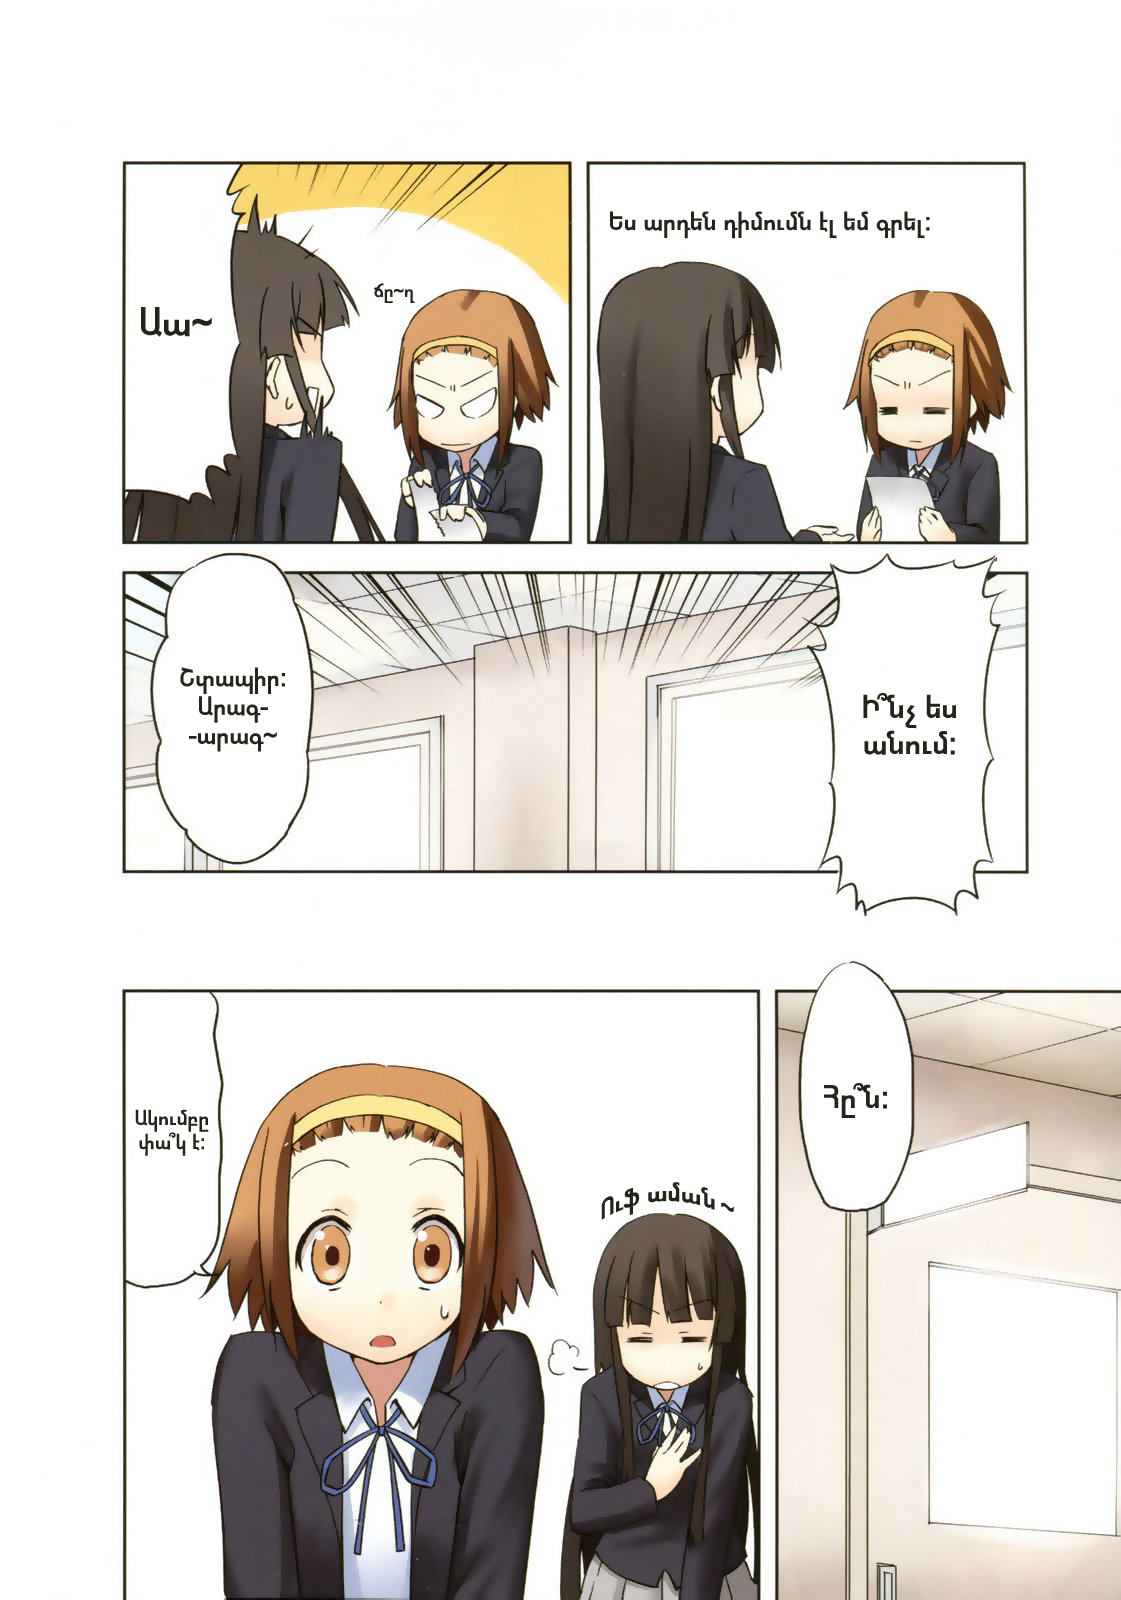 Ես արդեն դիմումն էլ եմ գրել:
ճը~ղ
Աա~
Ի՞նչ ես
անում:
Շտապիր:
Արագ-
-արագ~
Հը՞ն:
Ուֆ աման~
Ակումբը
փա՞կ է: